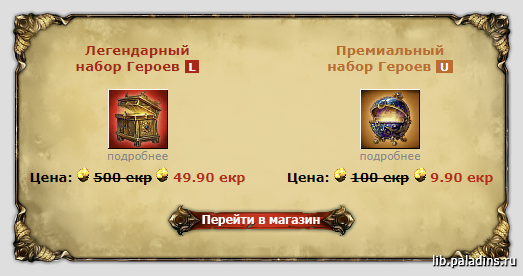 Легендарный
набор Героев L
подробнее
Цена: 500 екр 49.90 екр
Премиальный
набор Героев U
подробнее
Цена: 100 екр 9.90 екр
Перейти в магазин
lib.paladins.ru